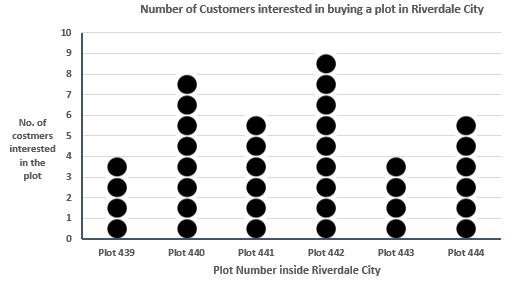 Number of Customers interested in buying a plot in Riverdale City
10
9
8
7
6
5
4
3
2
1
0
No. of
costmers
interested
in the
plot
Plot 439 Plot 440 Plot 441 Plot 442 Plot 443 Plot 444
Plot Number inside Riverdale City